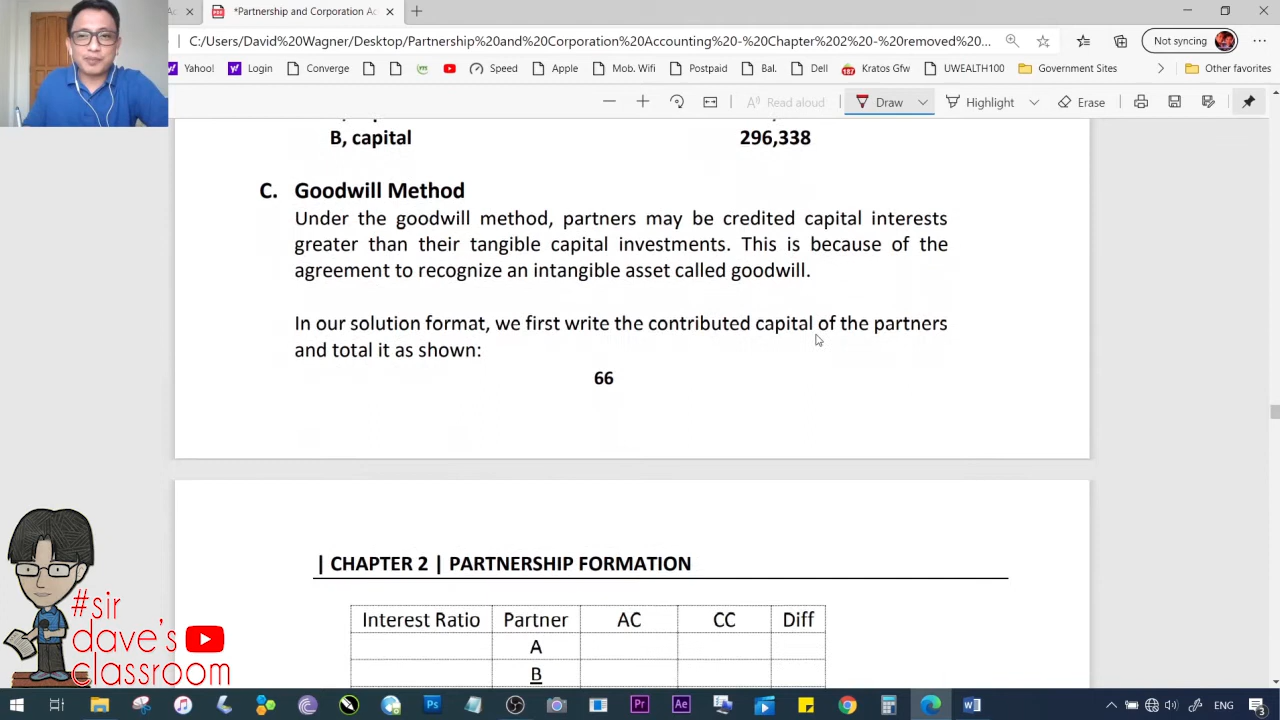 *Partnership and Corporation Ac
C:/Users/David%20Wagner/Desktop/Partnership%20and%20Corporation%20Accounting%20-%20Chapter%202%20-%20removed%20...
Not syncing
Yahoo!
Login
Converge
Speed
Apple
Mob. Wifi
Postpaid
Bal.
Dell
Kratos Gfw
UWEALTH100
Government Sites
Other favorites
Read aloud
Draw
Highlight
Erase
B, capital 296,338
C. Goodwill Method
Under the goodwill method, partners may be credited capital interests
greater than their tangible capital investments. This is because of the
agreement to recognize an intangible asset called goodwill.
In our solution format, we first write the contributed capital of the partners
and total it as shown:
66
| CHAPTER 2 | PARTNERSHIP FORMATION
Interest Ratio Partner AC CC Diff
A
B
#sir
dave's
classroom
ENG